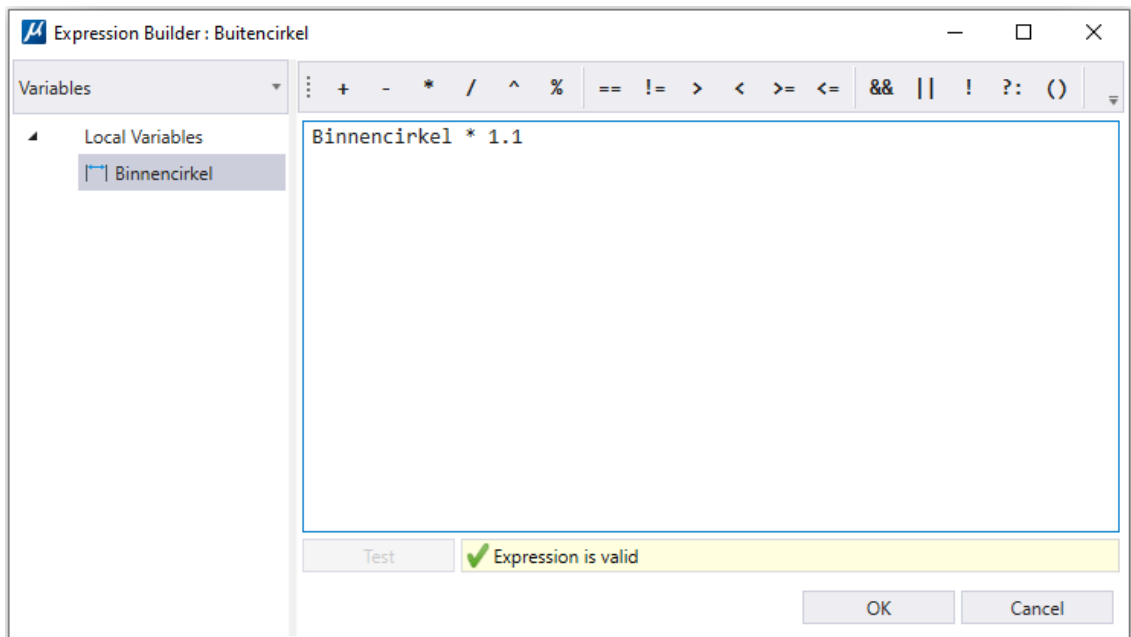 Expression Builder : Buitencirkel
Variables
+ - * / ^ % == != > < >= <= && || ! ?: ()
Local Variables
Binnencirkel
Binnencirkel * 1.1
Test
Expression is valid
OK
Cancel